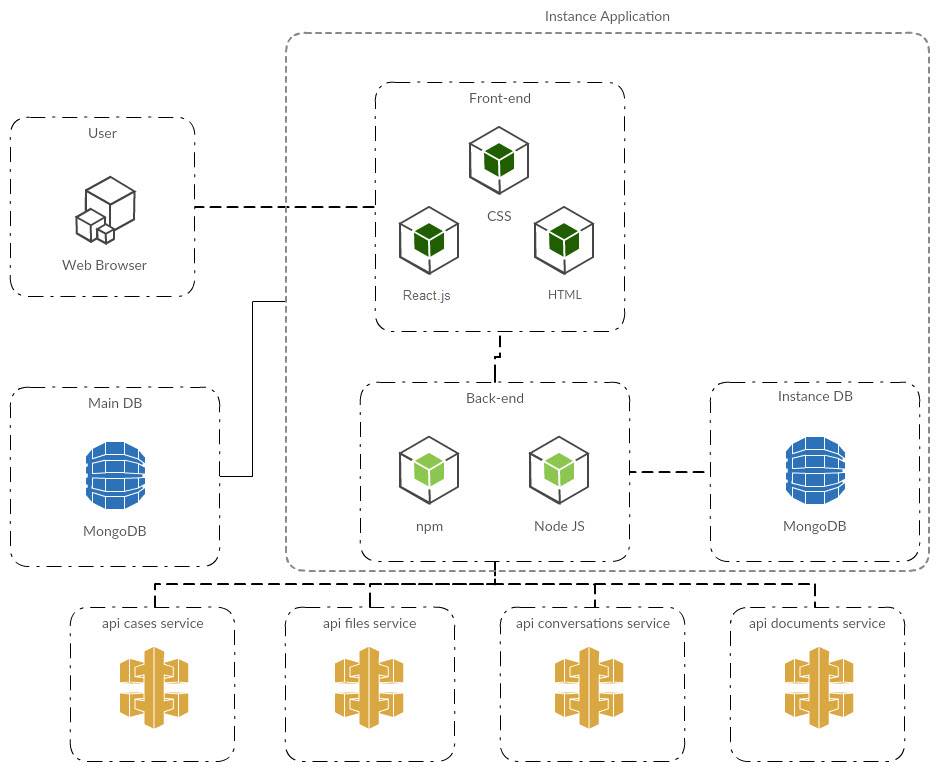 Instance Application
Front-end
CSS
React.js
HTML
User
Web Browser
Main DB
MongoDB
Back-end
npm
Node JS
Instance DB
MongoDB
api cases service
api files service
api conversations service
api documents service